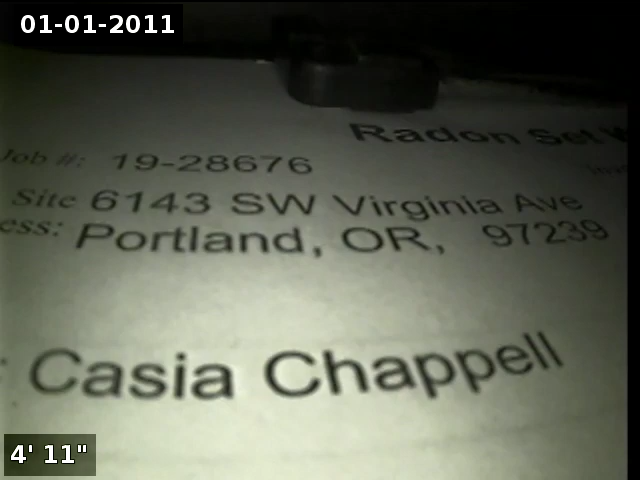 01-01-2011
Radon Set
Job #: 19-28676
Site 6143 SW Virginia Ave
ess: Portland, OR, 97239
: Casia Chappell
4' 11"